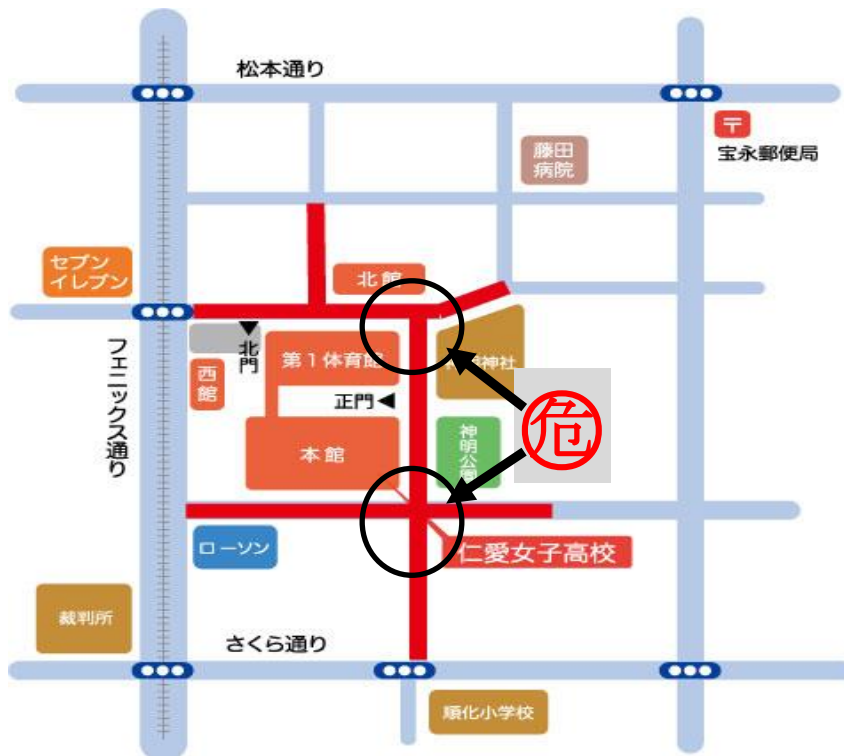 松本通り
〒
宝永郵便局
藤田
病院
セブン
イレブン
北館
北門
第1体育館
西館
神社
正門
フェニックス通り
本館
神明公園
危
ローソン
仁愛女子高校
裁判所
さくら通り
順化小学校